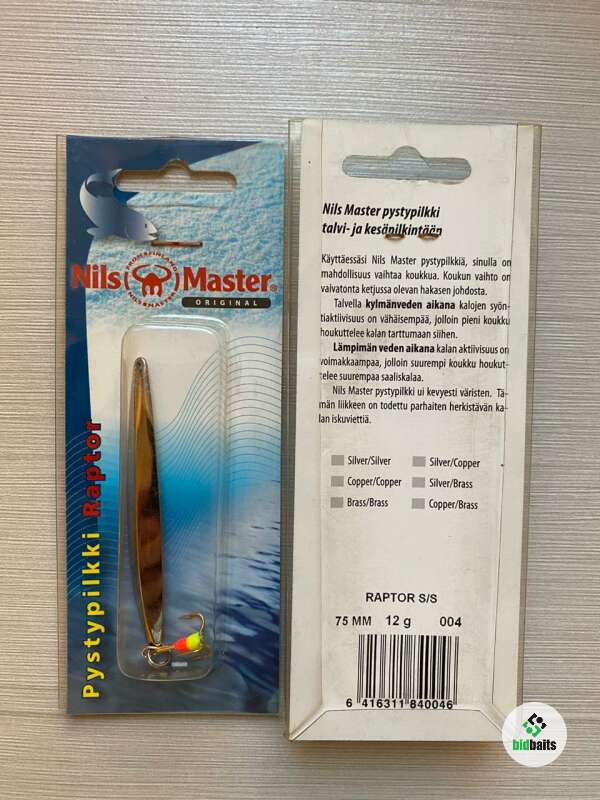 Nils Master®
ORIGINAL
Pystypilkki Raptor
Nils Master pystypilkki
talvi- ja kesäpilkintään
Käyttäessäsi Nils Master pystypilkkiä, sinulla on
mahdollisuus vaihtaa koukkua. Koukun vaihto on
vaivatonta ketjussa olevan hakasen johdosta.
Talvella kylmänveden aikana kalojen syön-
tiaktiivisuus on vähäisempää, jolloin pieni koukku
houkuttelee kalan tarttumaan siihen.
Lämpimän veden aikana kalan aktiivisuus on
voimakkaampaa, jolloin suurempi koukku houkut-
telee suurempaa saaliskalaa.
Nils Master pystypilkki ui kevyesti väristen. Tä-
män liikkeen on todettu parhaiten herkistävän ka-
lan iskuviettiä.
Silver/Silver Silver/Copper
Copper/Copper Silver/Brass
Brass/Brass Copper/Brass
RAPTOR S/S
75 MM 12 g 004
6 416311 840046
bidbaits